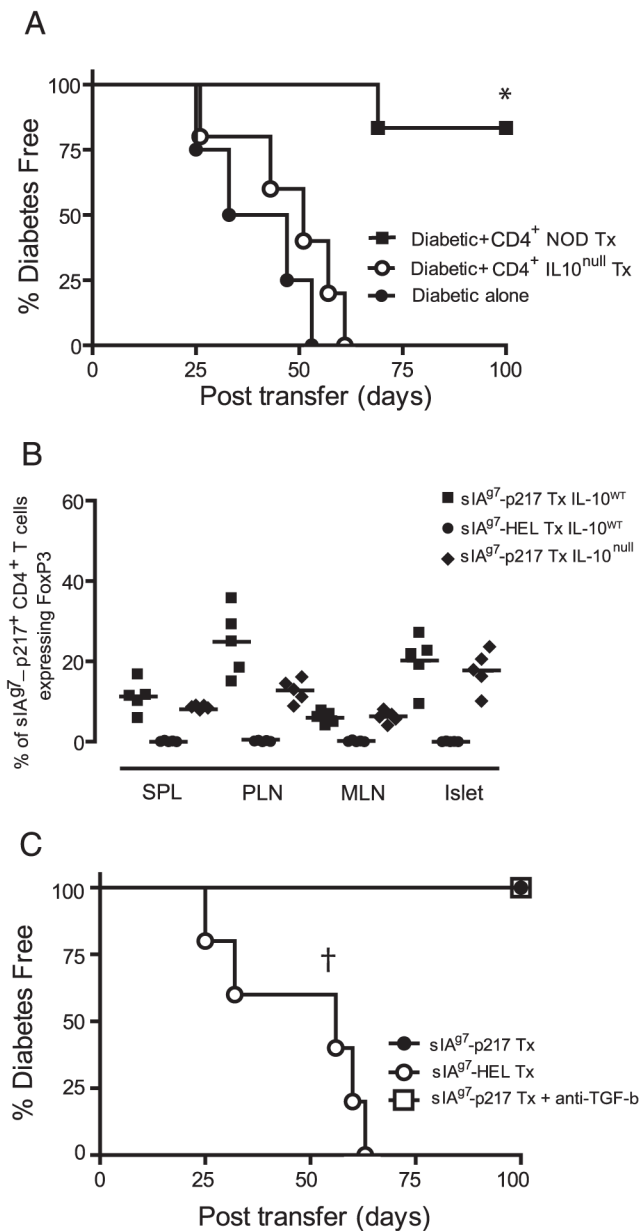 A
100
75
50
25
0
% Diabetes Free
*
Diabetic+CD4⁺ NOD Tx
Diabetic+CD4⁺ IL10ⁿᵘˡˡ Tx
Diabetic alone
0 25 50 75 100
Post transfer (days)
B
60
40
20
0
% of sIAᵍ⁷–p217⁺ CD4⁺ T cells
expressing FoxP3
sIAᵍ⁷-p217 Tx IL-10ᵂᵀ
sIAᵍ⁷-HEL Tx IL-10ᵂᵀ
sIAᵍ⁷-p217 Tx IL-10ⁿᵘˡˡ
SPL PLN MLN Islet
C
100
75
50
25
0
% Diabetes Free
†
sIAᵍ⁷-p217 Tx
sIAᵍ⁷-HEL Tx
sIAᵍ⁷-p217 Tx + anti-TGF-b
0 25 50 75 100
Post transfer (days)